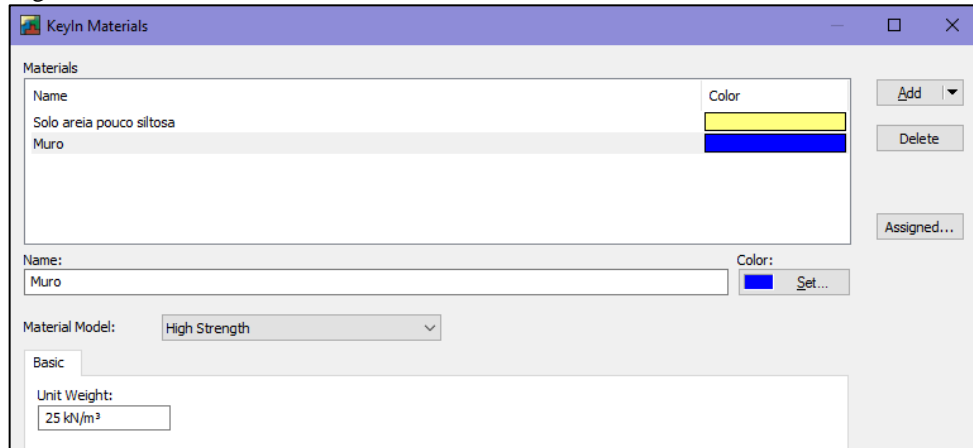 KeyIn Materials
Materials
Name Color
Add
Solo areia pouco siltosa
Muro
Delete
Assigned...
Name: Color:
Muro
Set...
Material Model: High Strength
Basic
Unit Weight:
25 kN/m³